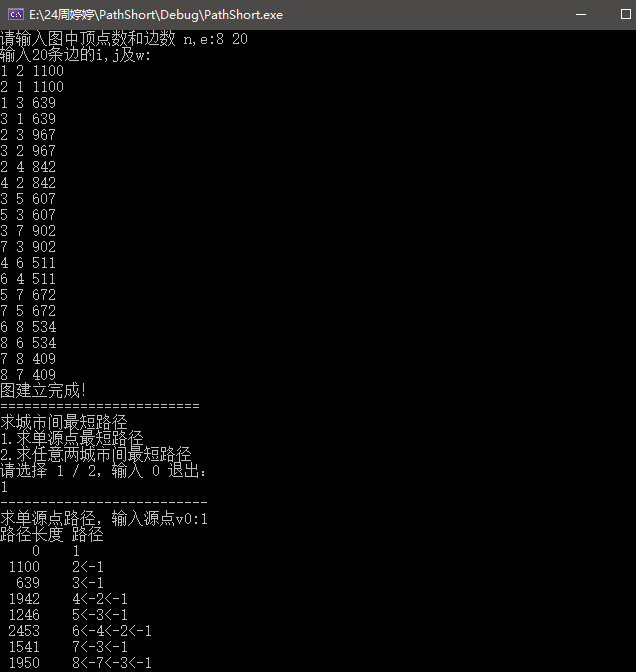 E:\24周婷婷\PathShort\Debug\PathShort.exe
请输入图中顶点数和边数 n,e:8 20
输入20条边的i,j及w:
1 2 1100
2 1 1100
1 3 639
3 1 639
2 3 967
3 2 967
2 4 842
4 2 842
3 5 607
5 3 607
3 7 902
7 3 902
4 6 511
6 4 511
5 7 672
7 5 672
6 8 534
8 6 534
7 8 409
8 7 409
图建立完成!
=========================
求城市间最短路径
1.求单源点最短路径
2.求任意两城市间最短路径
请选择 1 / 2, 输入 0 退出:
1
--------------------------
求单源点路径, 输入源点v0:1
路径长度 路径
0 1
1100 2<-1
639 3<-1
1942 4<-2<-1
1246 5<-3<-1
2453 6<-4<-2<-1
1541 7<-3<-1
1950 8<-7<-3<-1